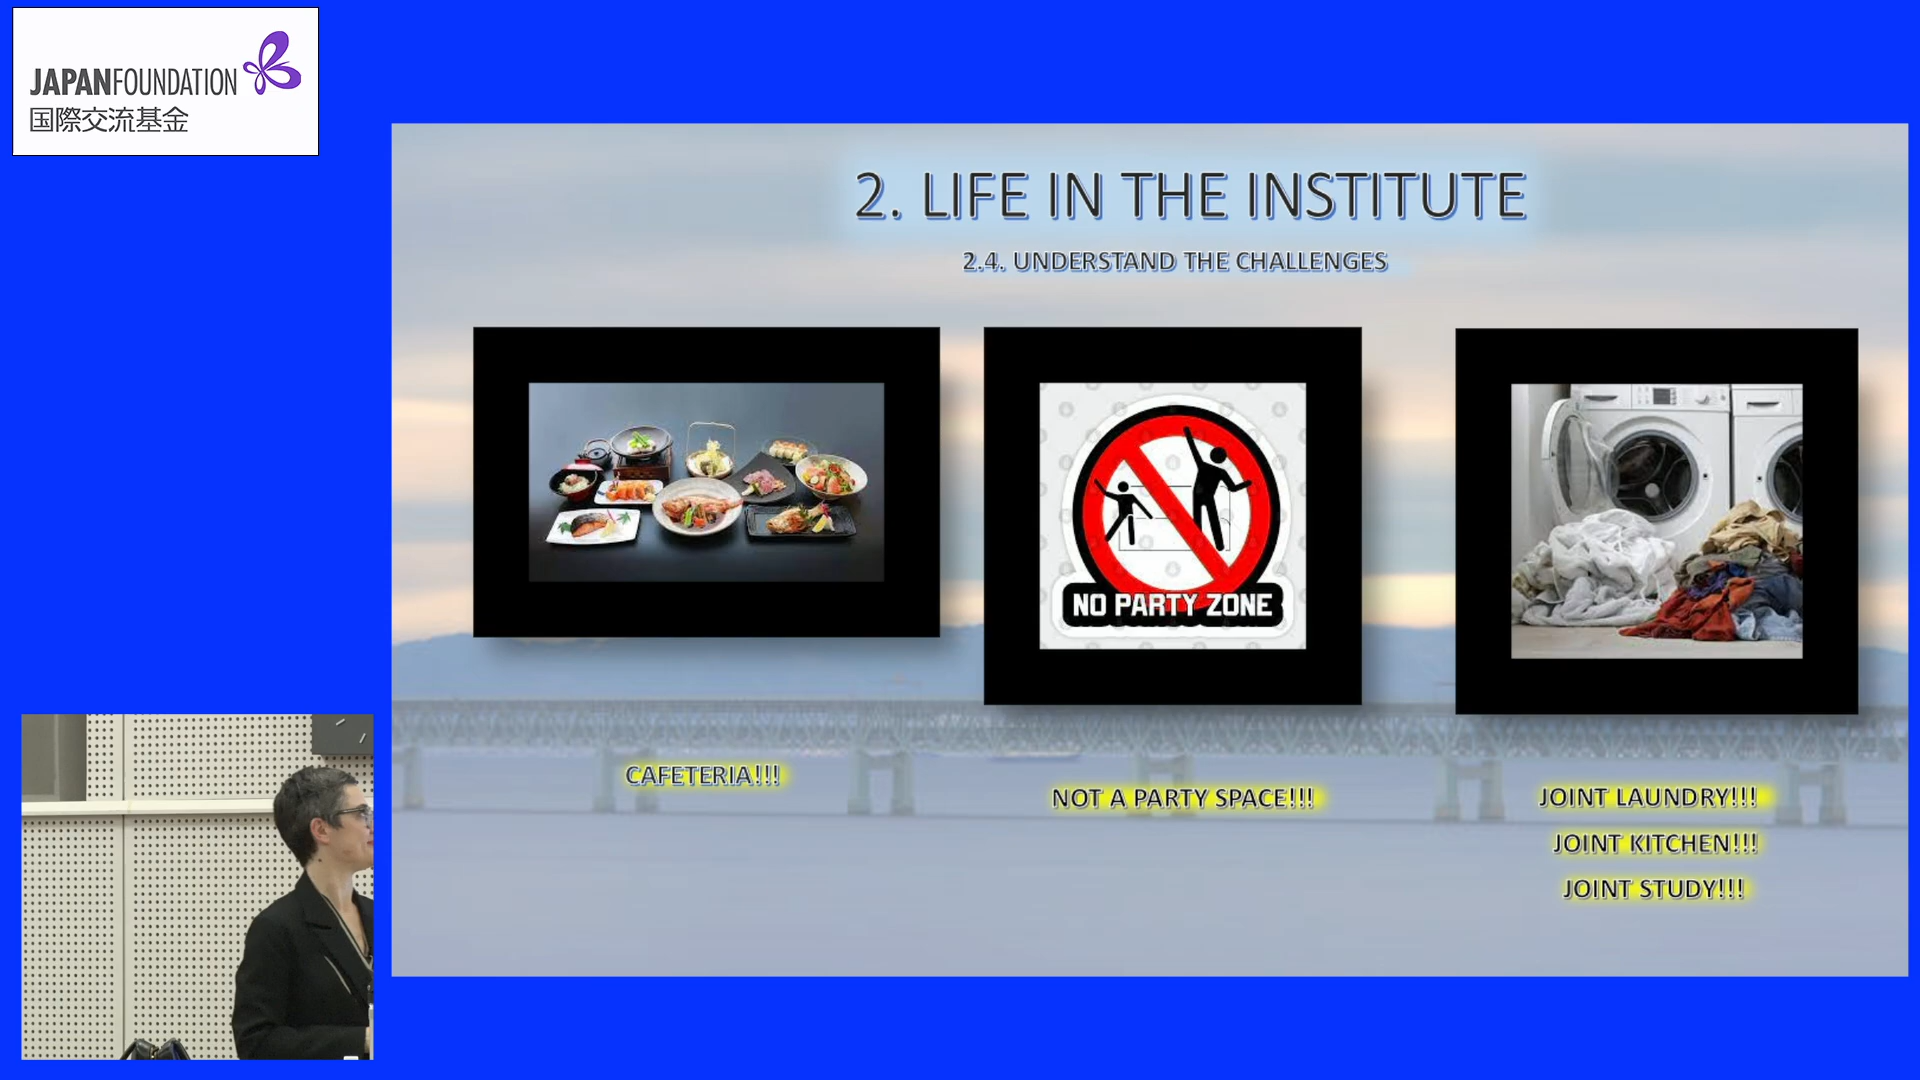 JAPANFOUNDATION
国際交流基金
2. LIFE IN THE INSTITUTE
2.4. UNDERSTAND THE CHALLENGES
NO PARTY ZONE
CAFETERIA!!!
NOT A PARTY SPACE!!!
JOINT LAUNDRY!!!
JOINT KITCHEN!!!
JOINT STUDY!!!